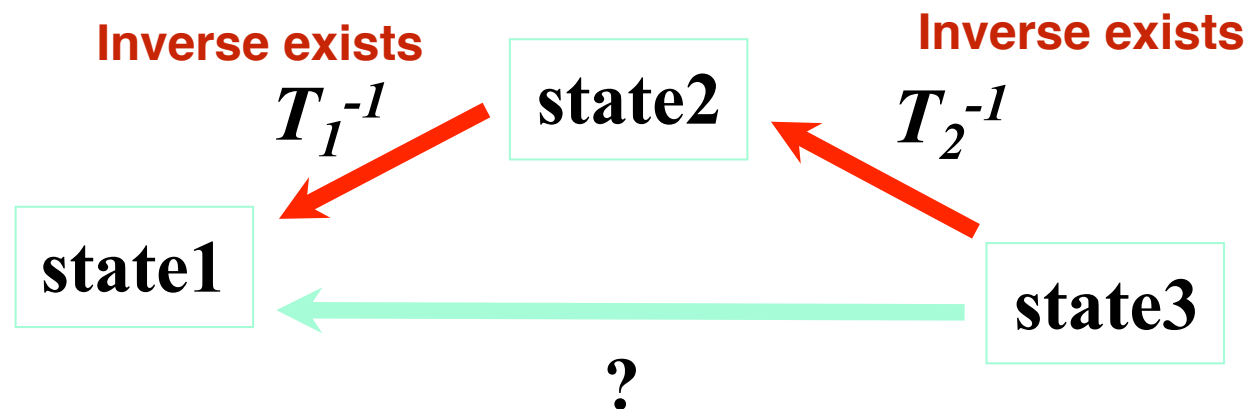 Inverse exists
Inverse exists
T₁⁻¹
state2
T₂⁻¹
state1
state3
?